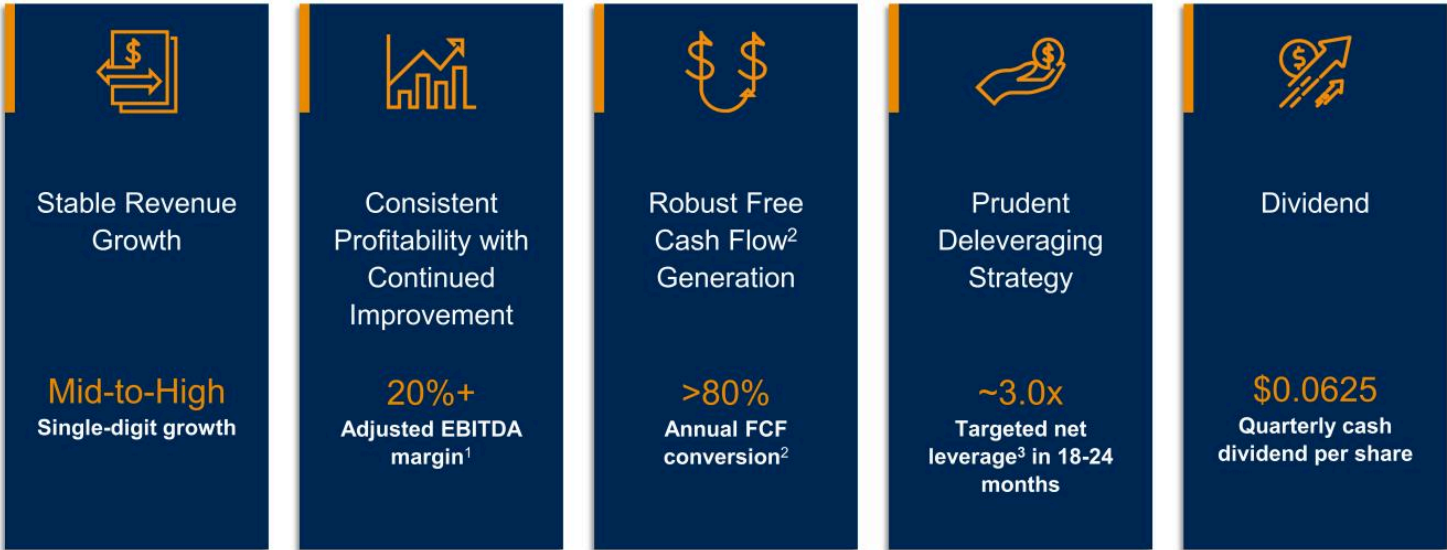 Stable Revenue
Growth
Mid-to-High
Single-digit growth
Consistent
Profitability with
Continued
Improvement
20%+
Adjusted EBITDA
margin¹
Robust Free
Cash Flow²
Generation
>80%
Annual FCF
conversion²
Prudent
Deleveraging
Strategy
~3.0x
Targeted net
leverage³ in 18-24
months
Dividend
$0.0625
Quarterly cash
dividend per share